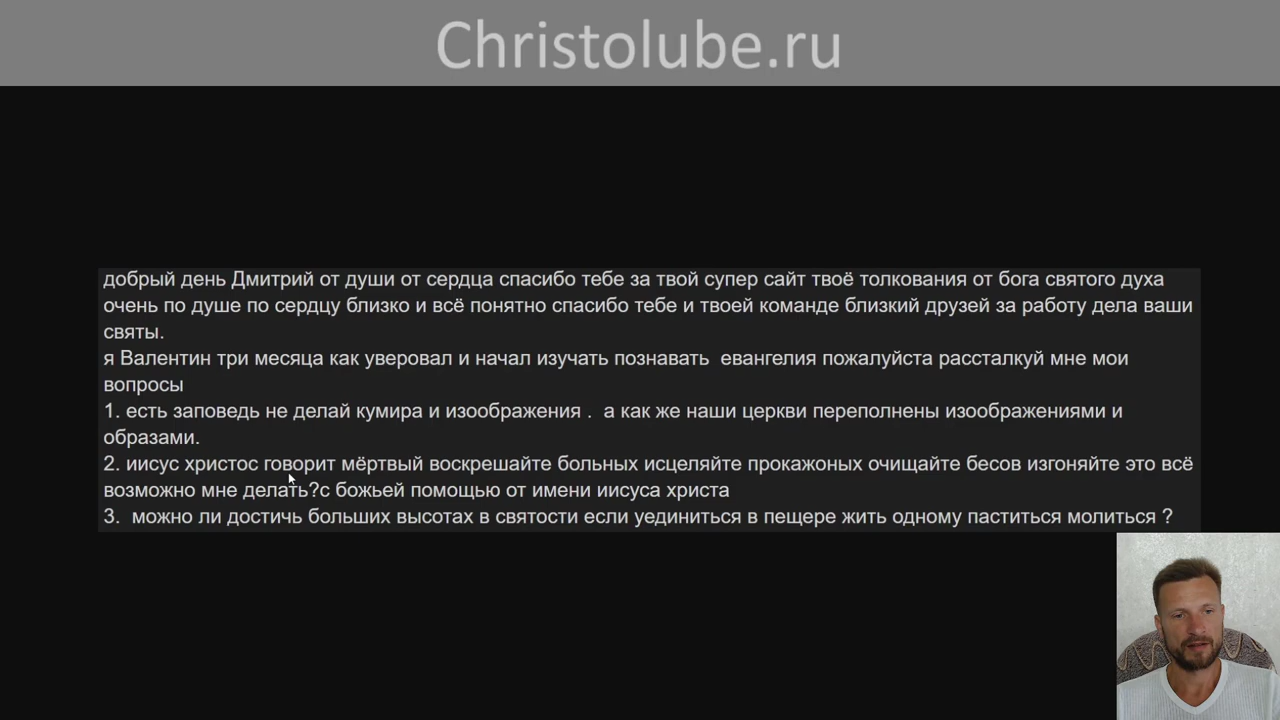 Christolube.ru
добрый день Дмитрий от души от сердца спасибо тебе за твой супер сайт твоё толкования от бога святого духа
очень по душе по сердцу близко и всё понятно спасибо тебе и твоей команде близкий друзей за работу дела ваши
святы.
я Валентин три месяца как уверовал и начал изучать познавать  евангелия пожалуйста рассталкуй мне мои
вопросы
1. есть заповедь не делай кумира и изоображения .  а как же наши церкви переполнены изоображениями и
образами.
2. иисус христос говорит мёртвый воскрешайте больных исцеляйте прокажоных очищайте бесов изгоняйте это всё
возможно мне делать?с божьей помощью от имени иисуса христа
3.  можно ли достичь больших высотах в святости если уединиться в пещере жить одному паститься молиться ?